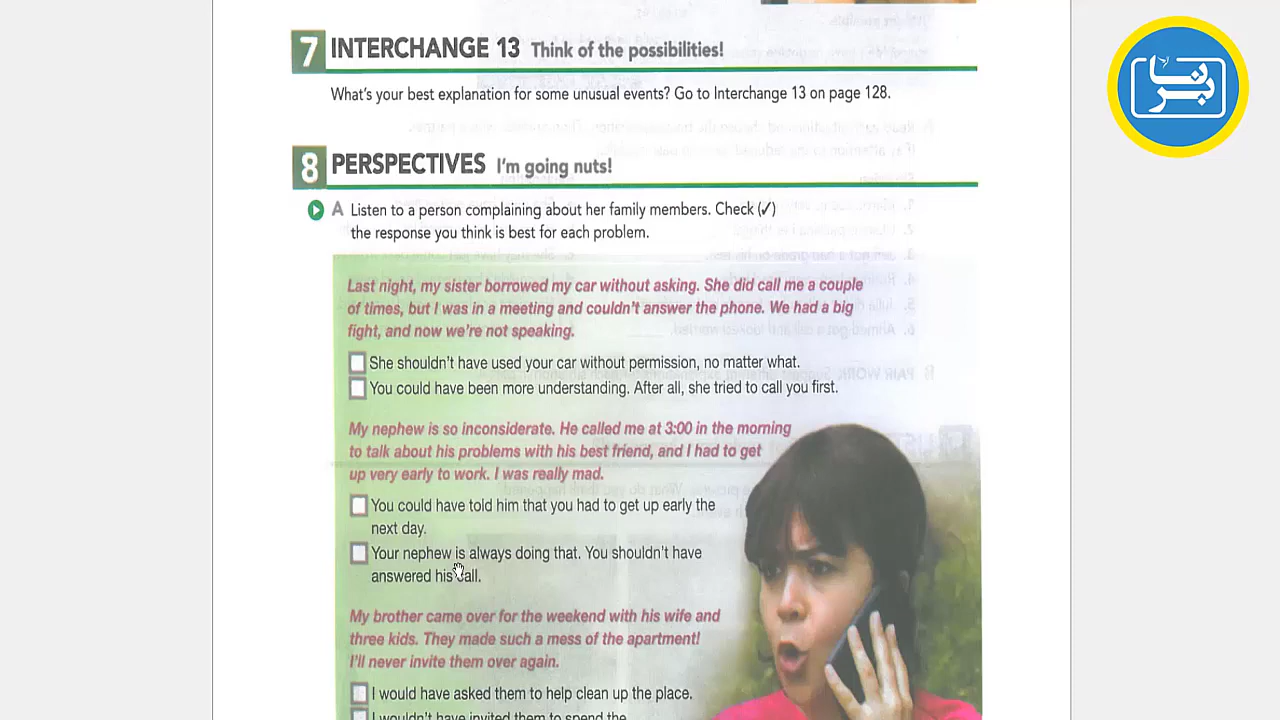 7 INTERCHANGE 13 Think of the possibilities!
What's your best explanation for some unusual events? Go to Interchange 13 on page 128.
8 PERSPECTIVES I'm going nuts!
A Listen to a person complaining about her family members. Check (✓)
the response you think is best for each problem.
Last night, my sister borrowed my car without asking. She did call me a couple
of times, but I was in a meeting and couldn't answer the phone. We had a big
fight, and now we're not speaking.
She shouldn't have used your car without permission, no matter what.
You could have been more understanding. After all, she tried to call you first.
My nephew is so inconsiderate. He called me at 3:00 in the morning
to talk about his problems with his best friend, and I had to get
up very early to work. I was really mad.
You could have told him that you had to get up early the
next day.
Your nephew is always doing that. You shouldn't have
answered his call.
My brother came over for the weekend with his wife and
three kids. They made such a mess of the apartment!
I'll never invite them over again.
I would have asked them to help clean up the place.
I wouldn't have invited them to spend the
برنا